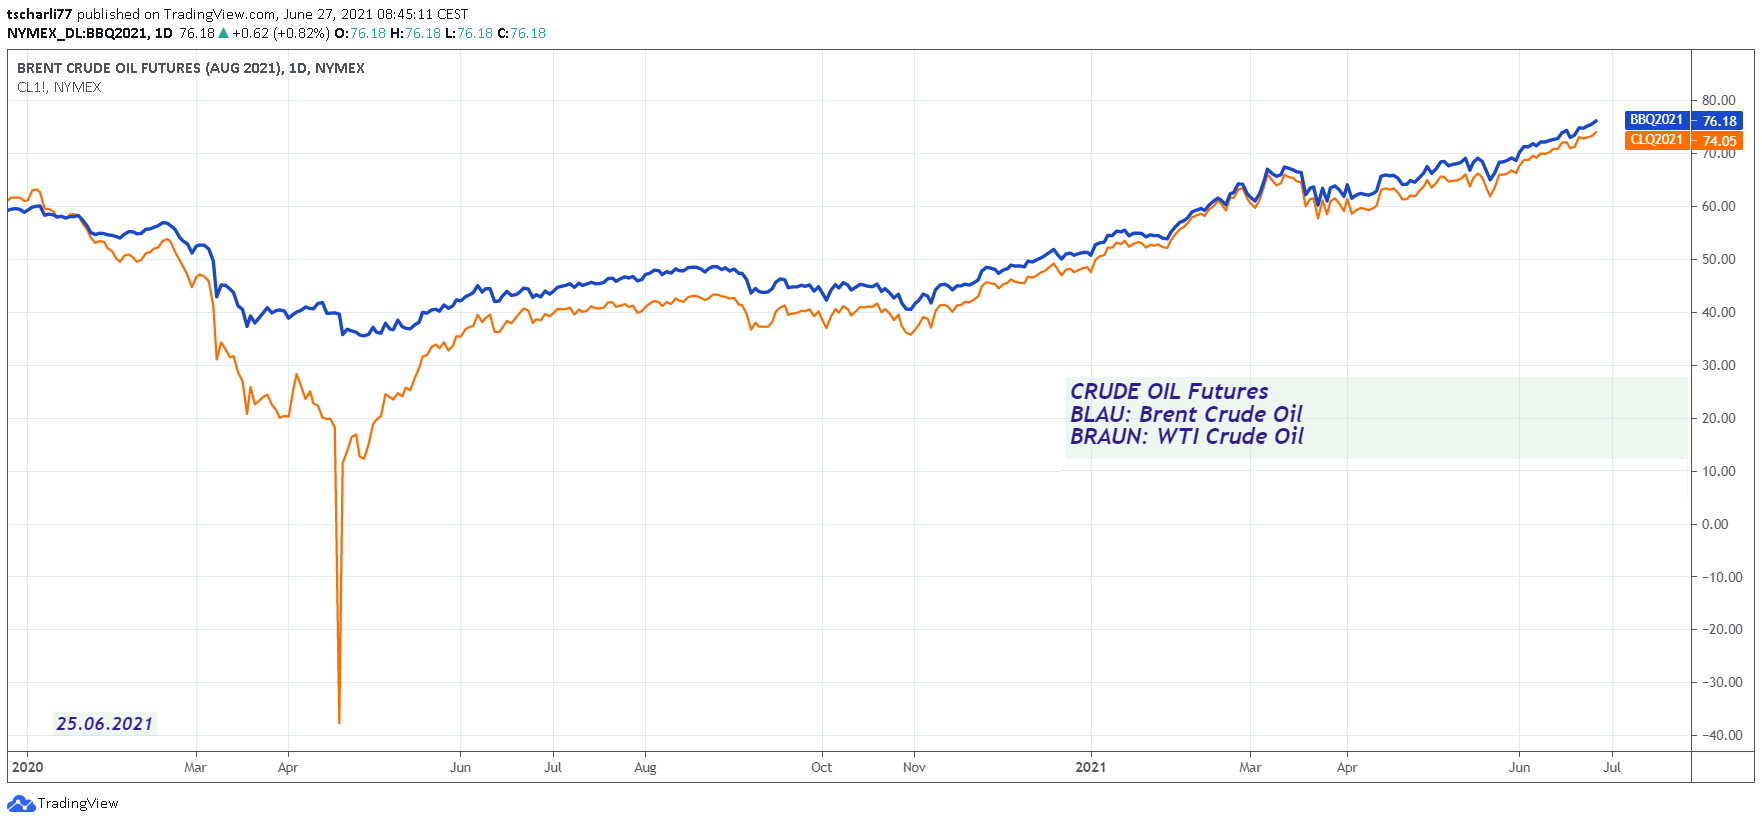 tscharli77 published on TradingView.com, June 27, 2021 08:45:11 CEST
NYMEX_DL:BBQ2021, 1D 76.18 ▲ +0.62 (+0.82%) O:76.18 H:76.18 L:76.18 C:76.18
BRENT CRUDE OIL FUTURES (AUG 2021), 1D, NYMEX
CL1!, NYMEX
80.00
BBQ2021 76.18
CLQ2021 74.05
70.00
60.00
50.00
40.00
30.00
CRUDE OIL Futures
BLAU: Brent Crude Oil
BRAUN: WTI Crude Oil
20.00
10.00
0.00
−10.00
−20.00
−30.00
−40.00
25.06.2021
2020 Mar Apr Jun Jul Aug Oct Nov 2021 Mar Apr Jun Jul
TradingView